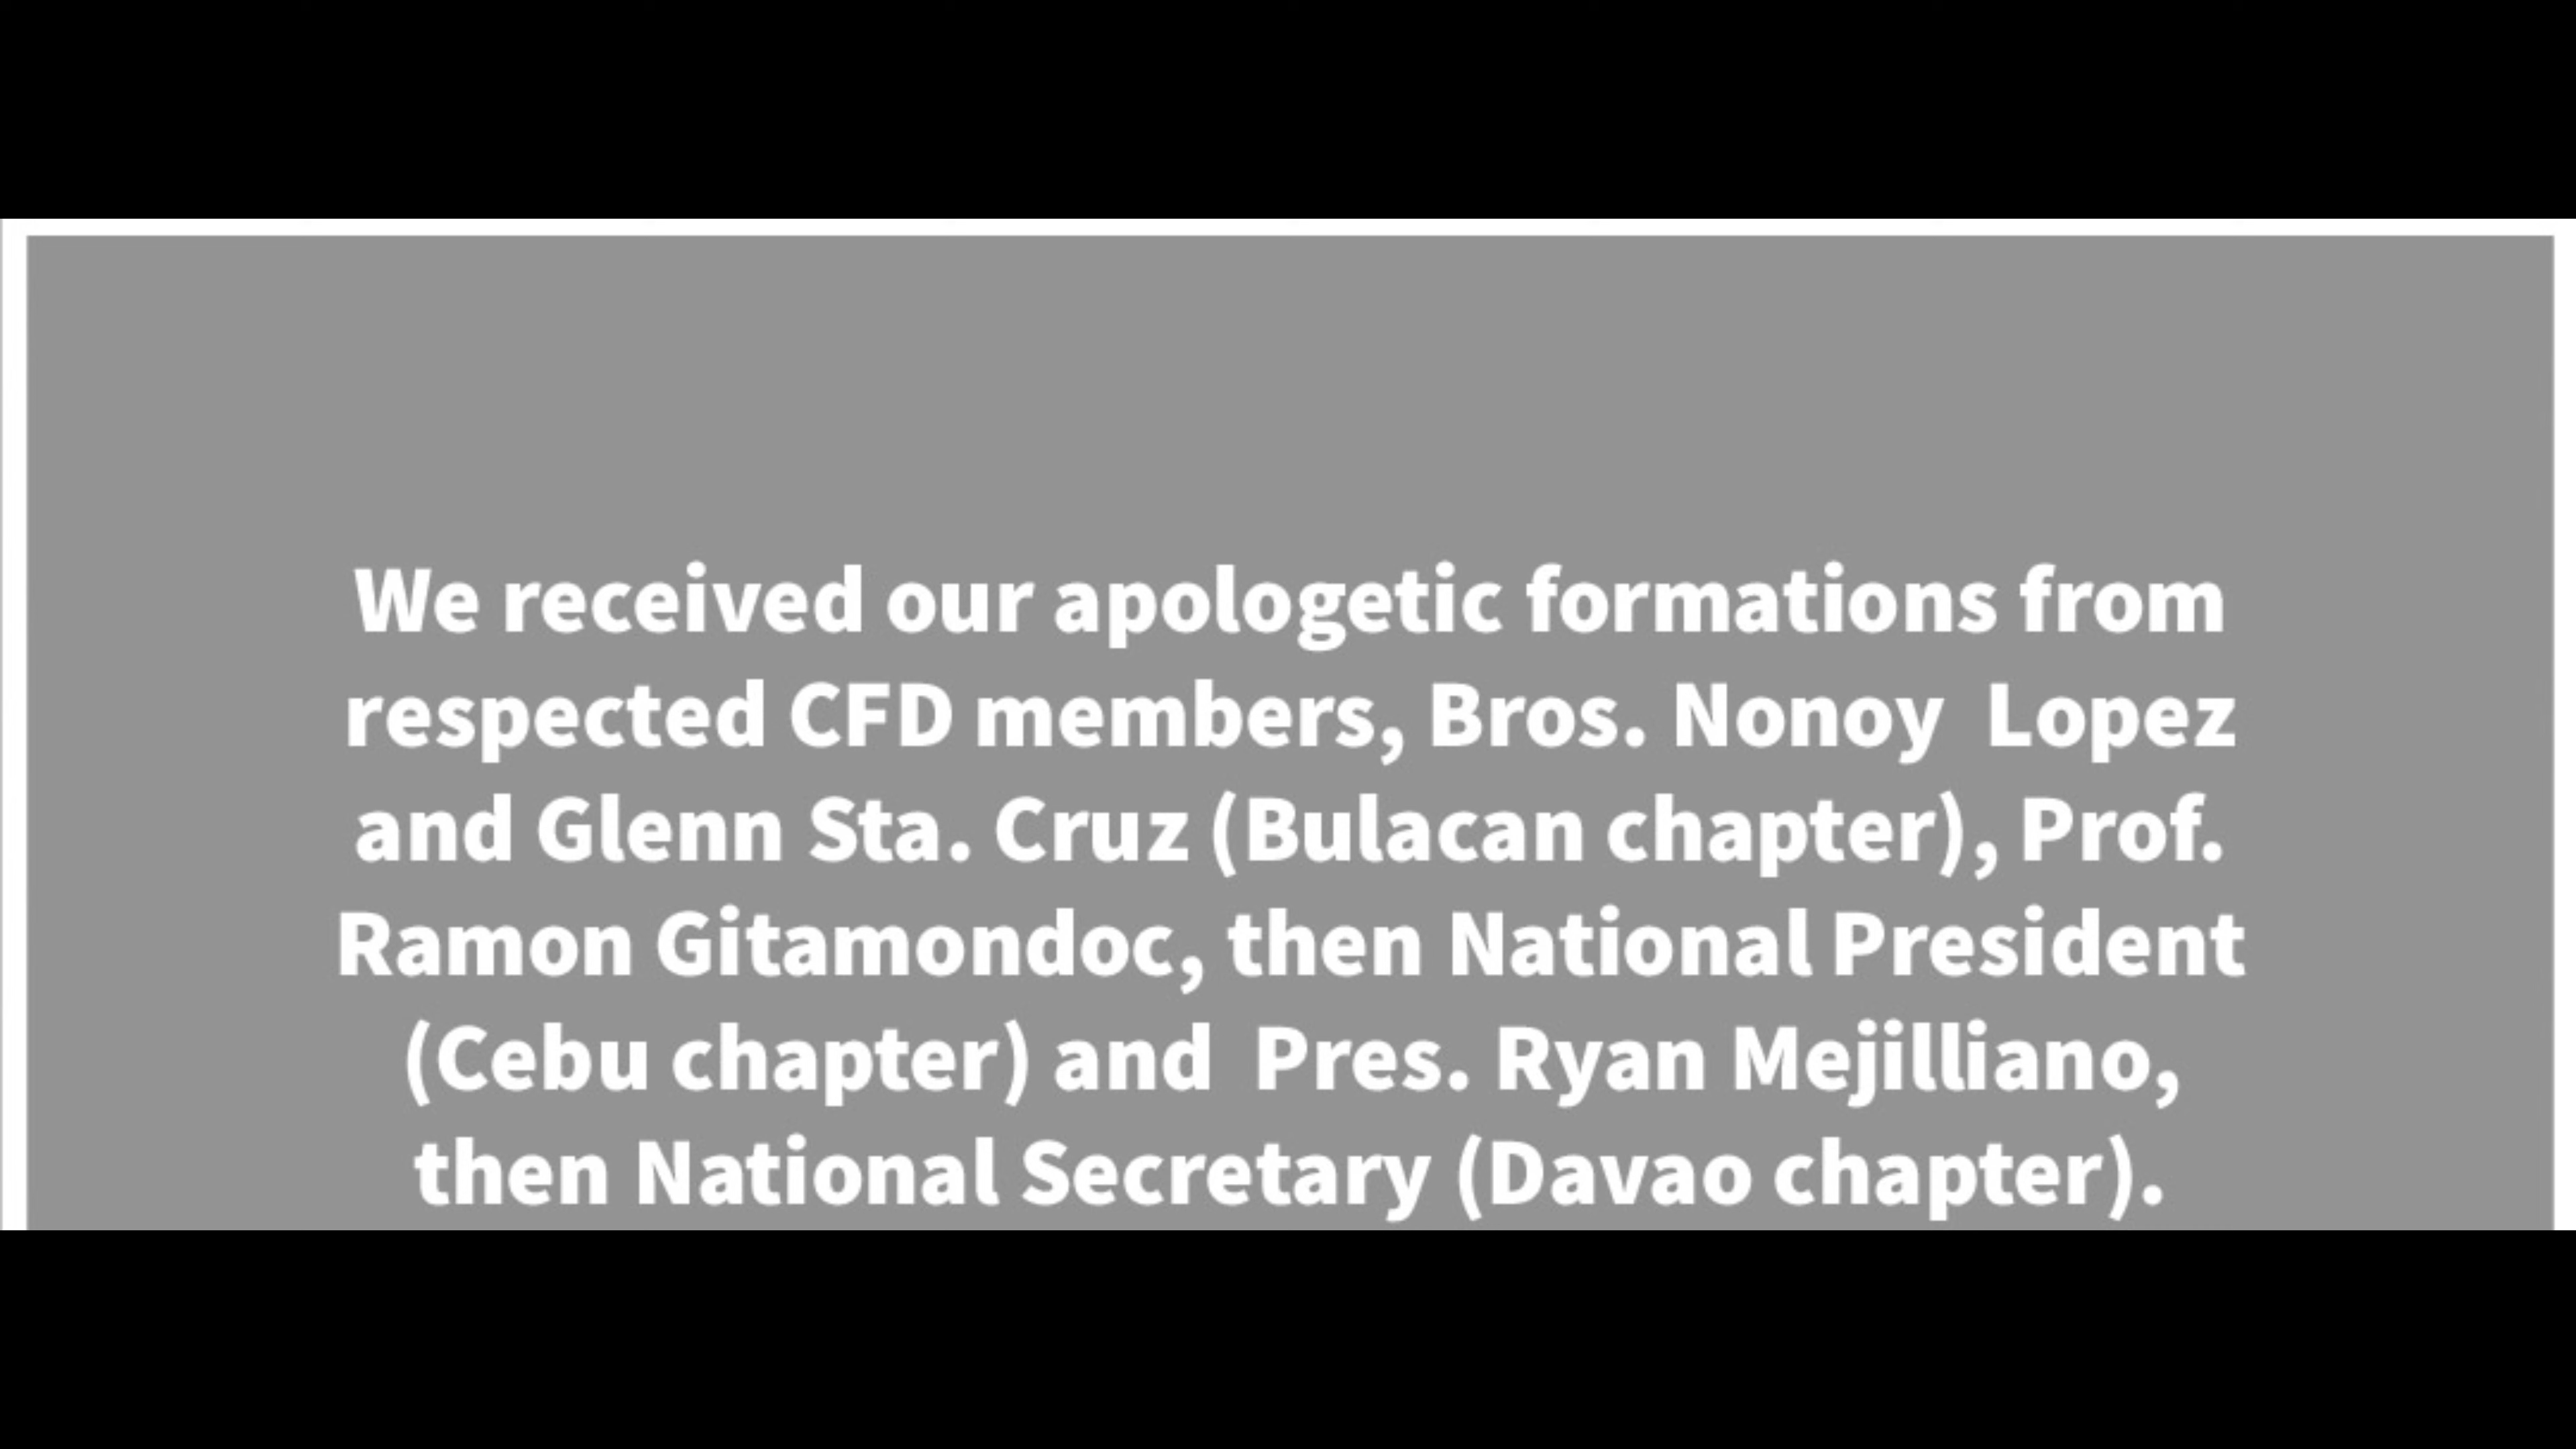 We received our apologetic formations from
respected CFD members, Bros. Nonoy  Lopez
and Glenn Sta. Cruz (Bulacan chapter), Prof.
Ramon Gitamondoc, then National President
(Cebu chapter) and  Pres. Ryan Mejilliano,
then National Secretary (Davao chapter).